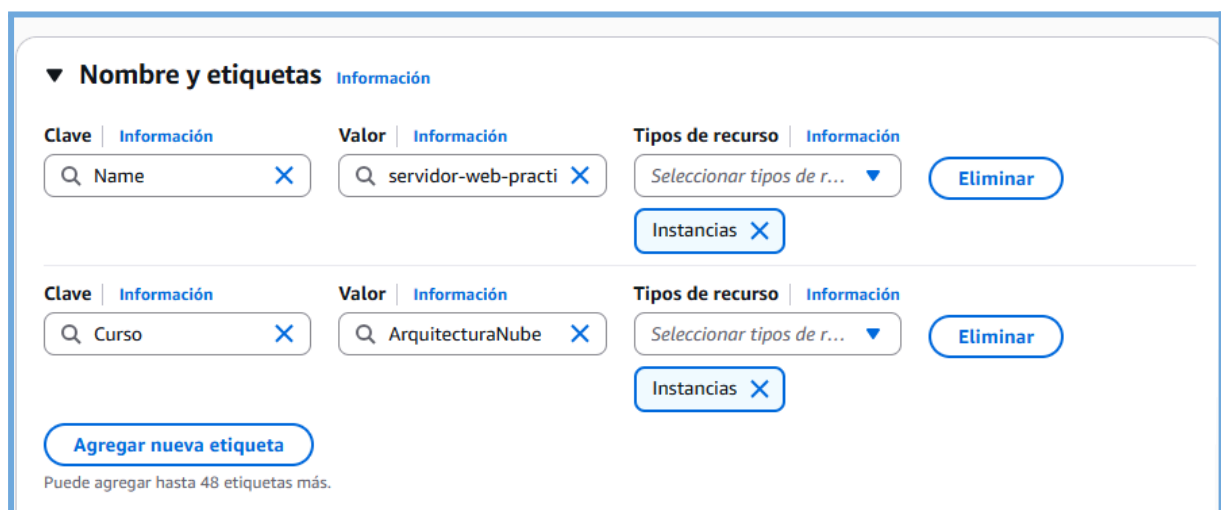 Nombre y etiquetas Información
Clave Información Valor Información Tipos de recurso Información
Name servidor-web-practi Seleccionar tipos de r... Eliminar
Instancias
Clave Información Valor Información Tipos de recurso Información
Curso ArquitecturaNube Seleccionar tipos de r... Eliminar
Instancias
Agregar nueva etiqueta
Puede agregar hasta 48 etiquetas más.